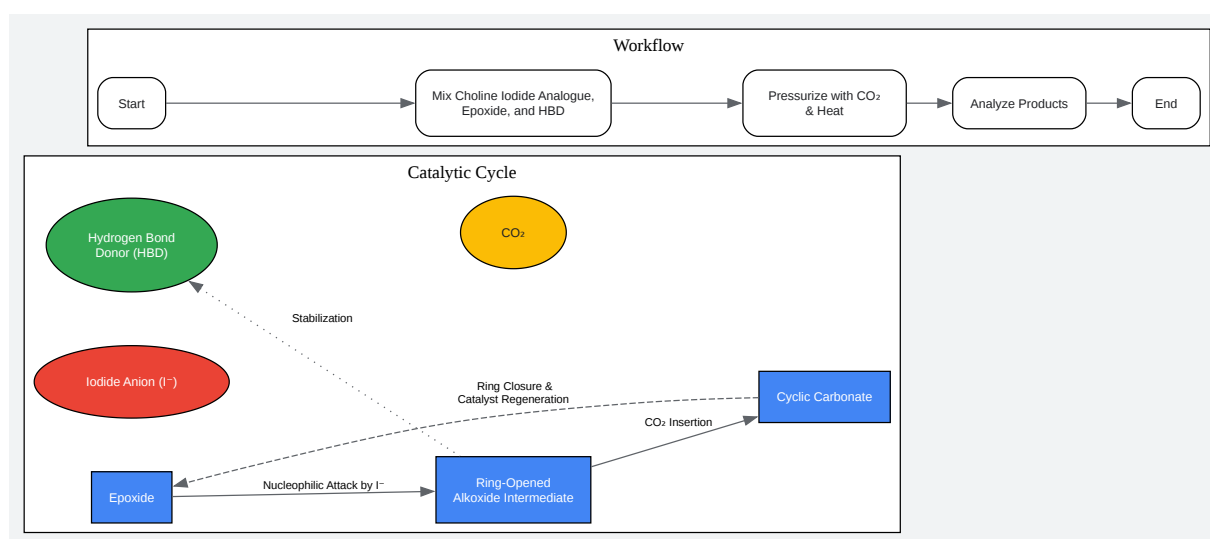 Workflow
Start
Mix Choline Iodide Analogue,
Epoxide, and HBD
Pressurize with CO₂
& Heat
Analyze Products
End
Catalytic Cycle
Hydrogen Bond
Donor (HBD)
CO₂
Stabilization
Iodide Anion (I⁻)
Ring Closure &
Catalyst Regeneration
Cyclic Carbonate
CO₂ Insertion
Epoxide
Nucleophilic Attack by I⁻
Ring-Opened
Alkoxide Intermediate